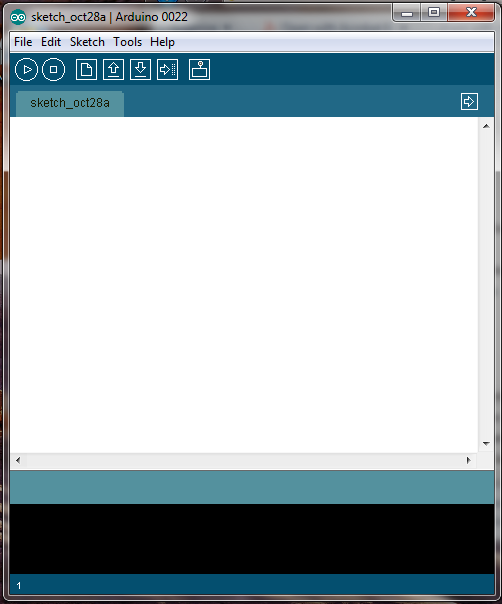 sketch_oct28a | Arduino 0022
File Edit Sketch Tools Help
sketch_oct28a
1